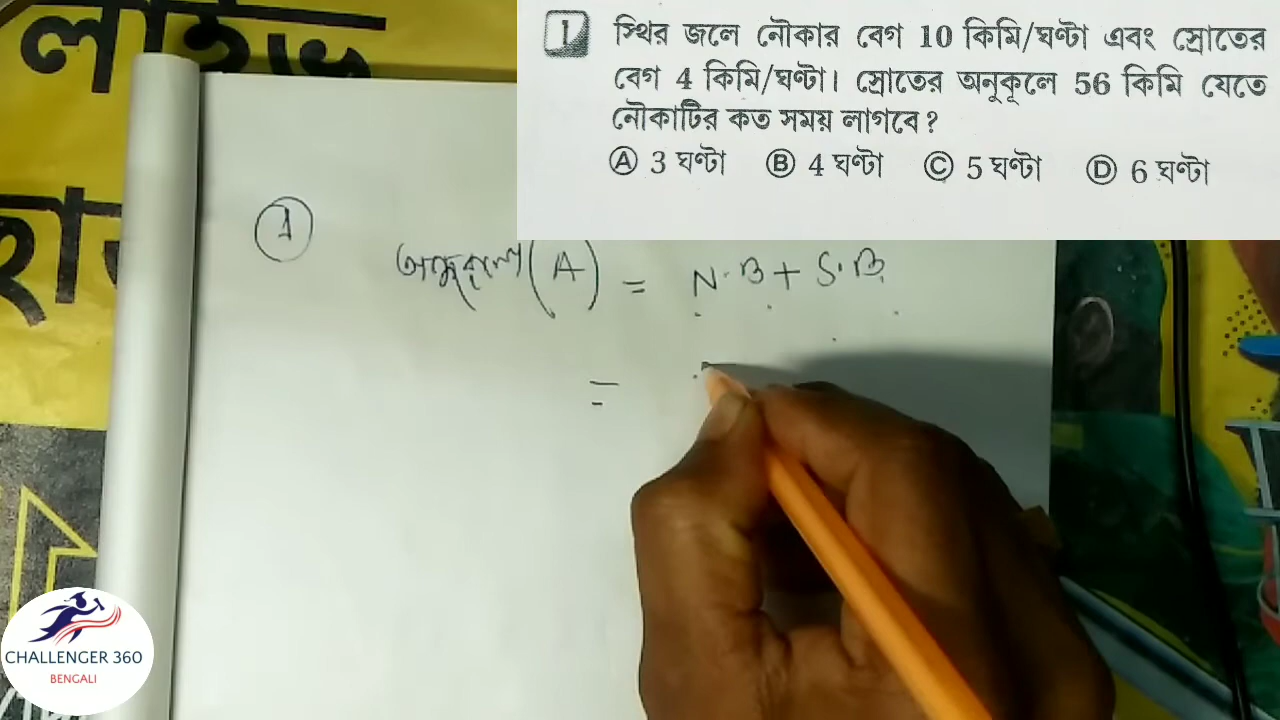 লাইভ
1 স্থির জলে নৌকার বেগ 10 কিমি/ঘণ্টা এবং স্রোতের
বেগ 4 কিমি/ঘণ্টা। স্রোতের অনুকূলে 56 কিমি যেতে
নৌকাটির কত সময় লাগবে?
Ⓐ 3 ঘণ্টা Ⓑ 4 ঘণ্টা Ⓒ 5 ঘণ্টা Ⓓ 6 ঘণ্টা
① অনুকূলে (A) = N.B + S.B
=
CHALLENGER 360
BENGALI